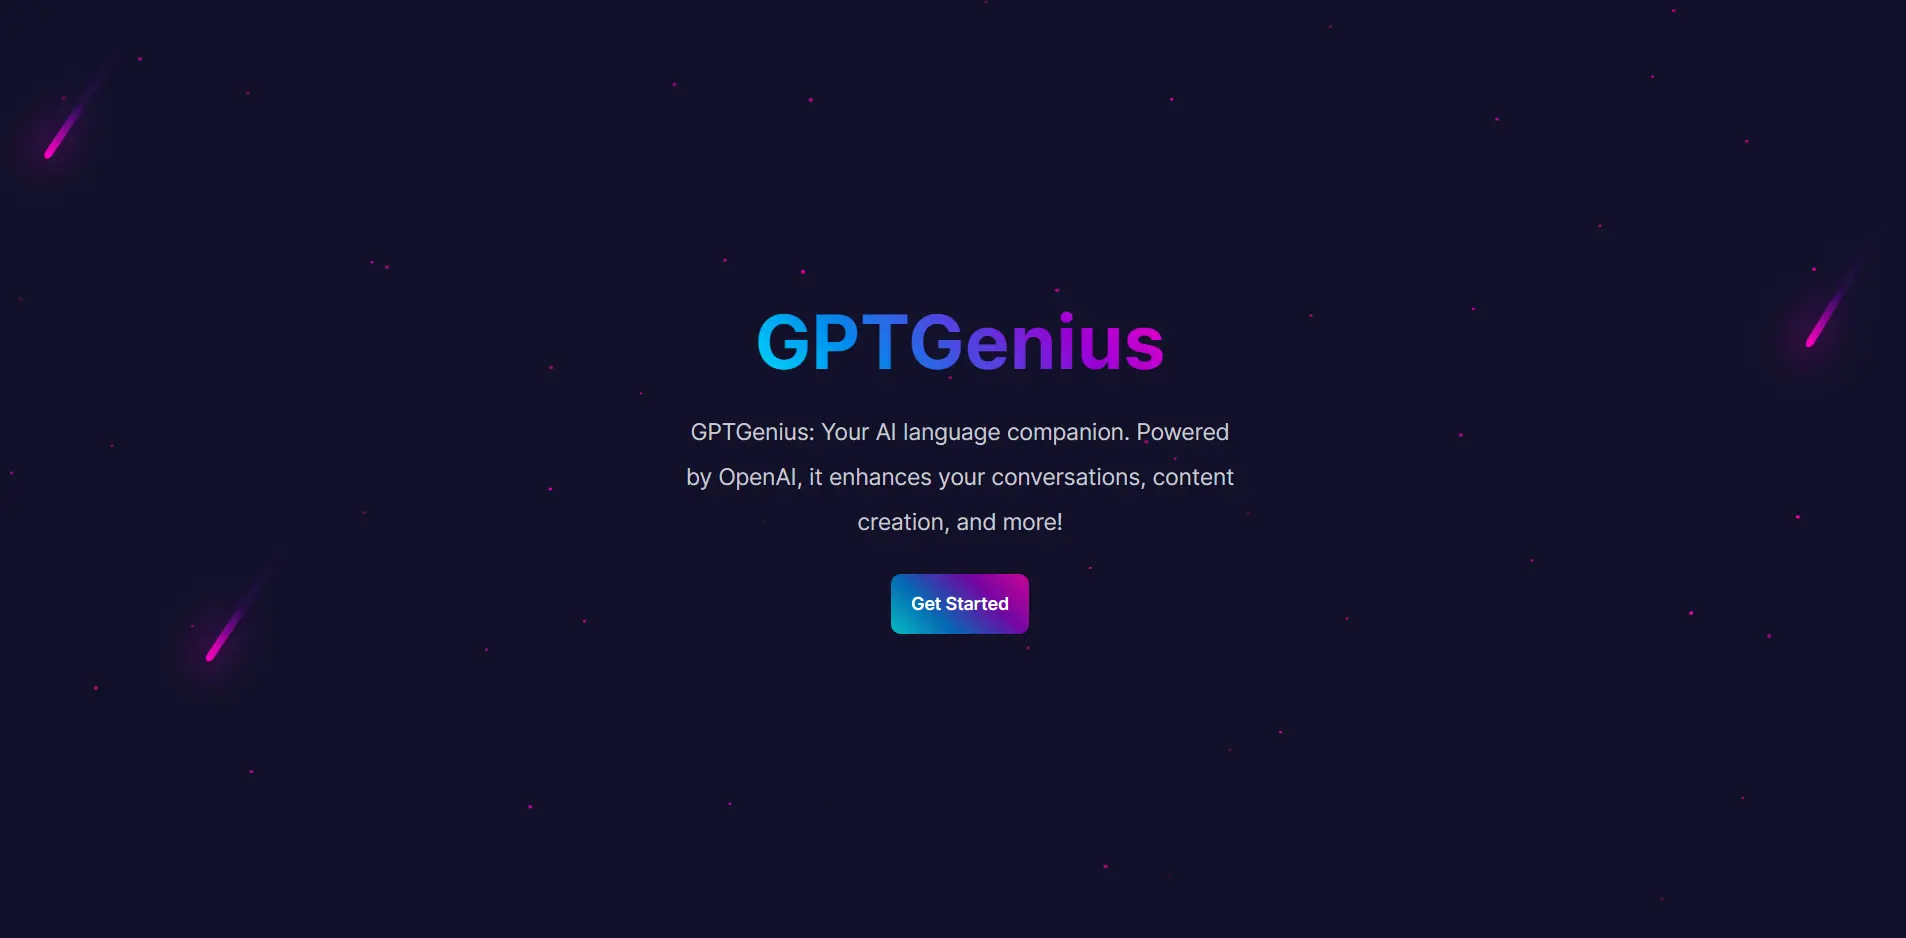 GPTGenius
GPTGenius: Your AI language companion. Powered
by OpenAI, it enhances your conversations, content
creation, and more!
Get Started